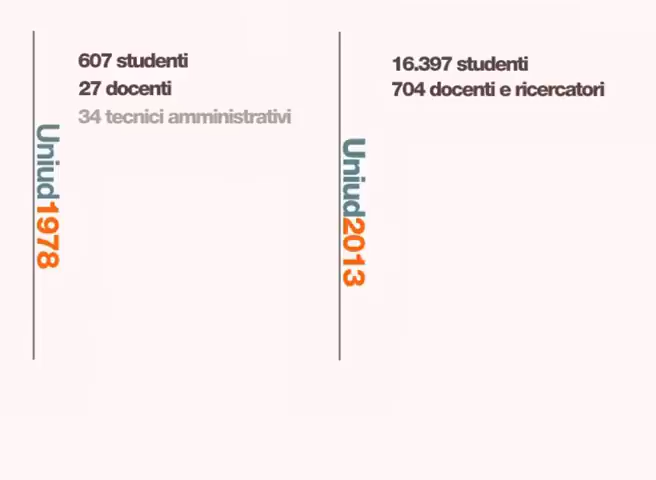 607 studenti
27 docenti
34 tecnici amministrativi
Uniud1978
16.397 studenti
704 docenti e ricercatori
Uniud2013